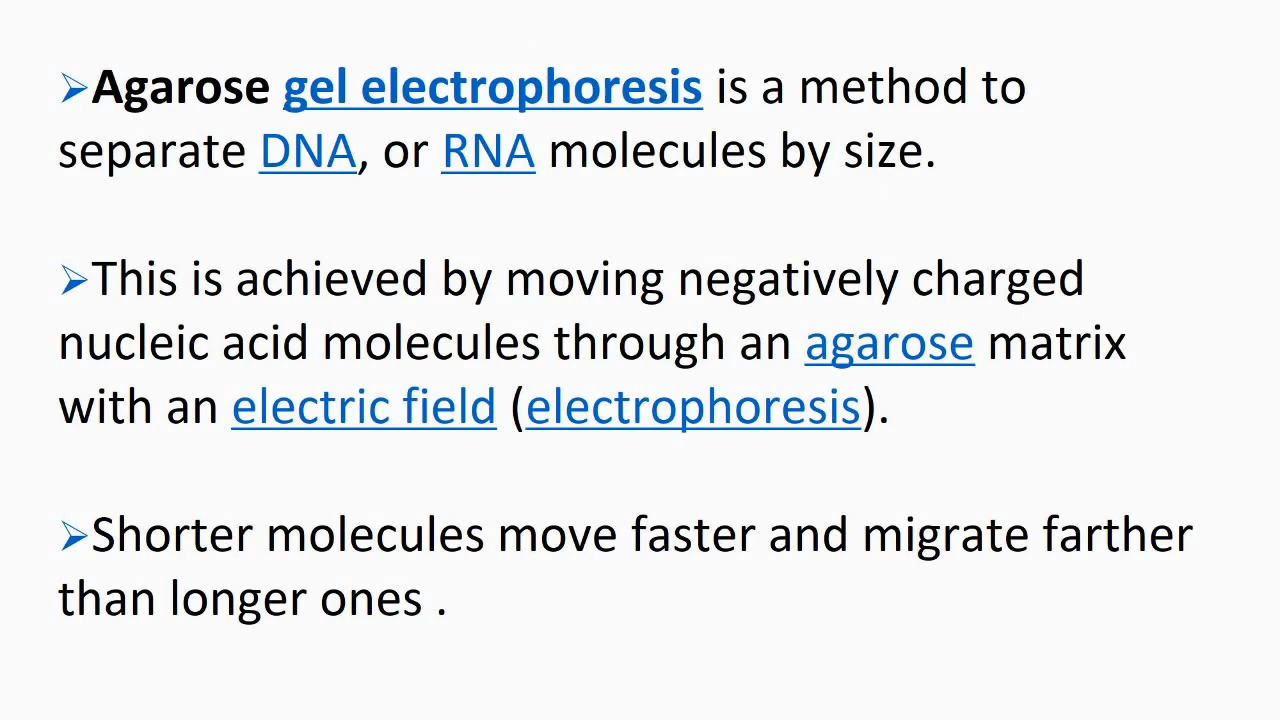 ➢Agarose gel electrophoresis is a method to
separate DNA, or RNA molecules by size.
➢This is achieved by moving negatively charged
nucleic acid molecules through an agarose matrix
with an electric field (electrophoresis).
➢Shorter molecules move faster and migrate farther
than longer ones .